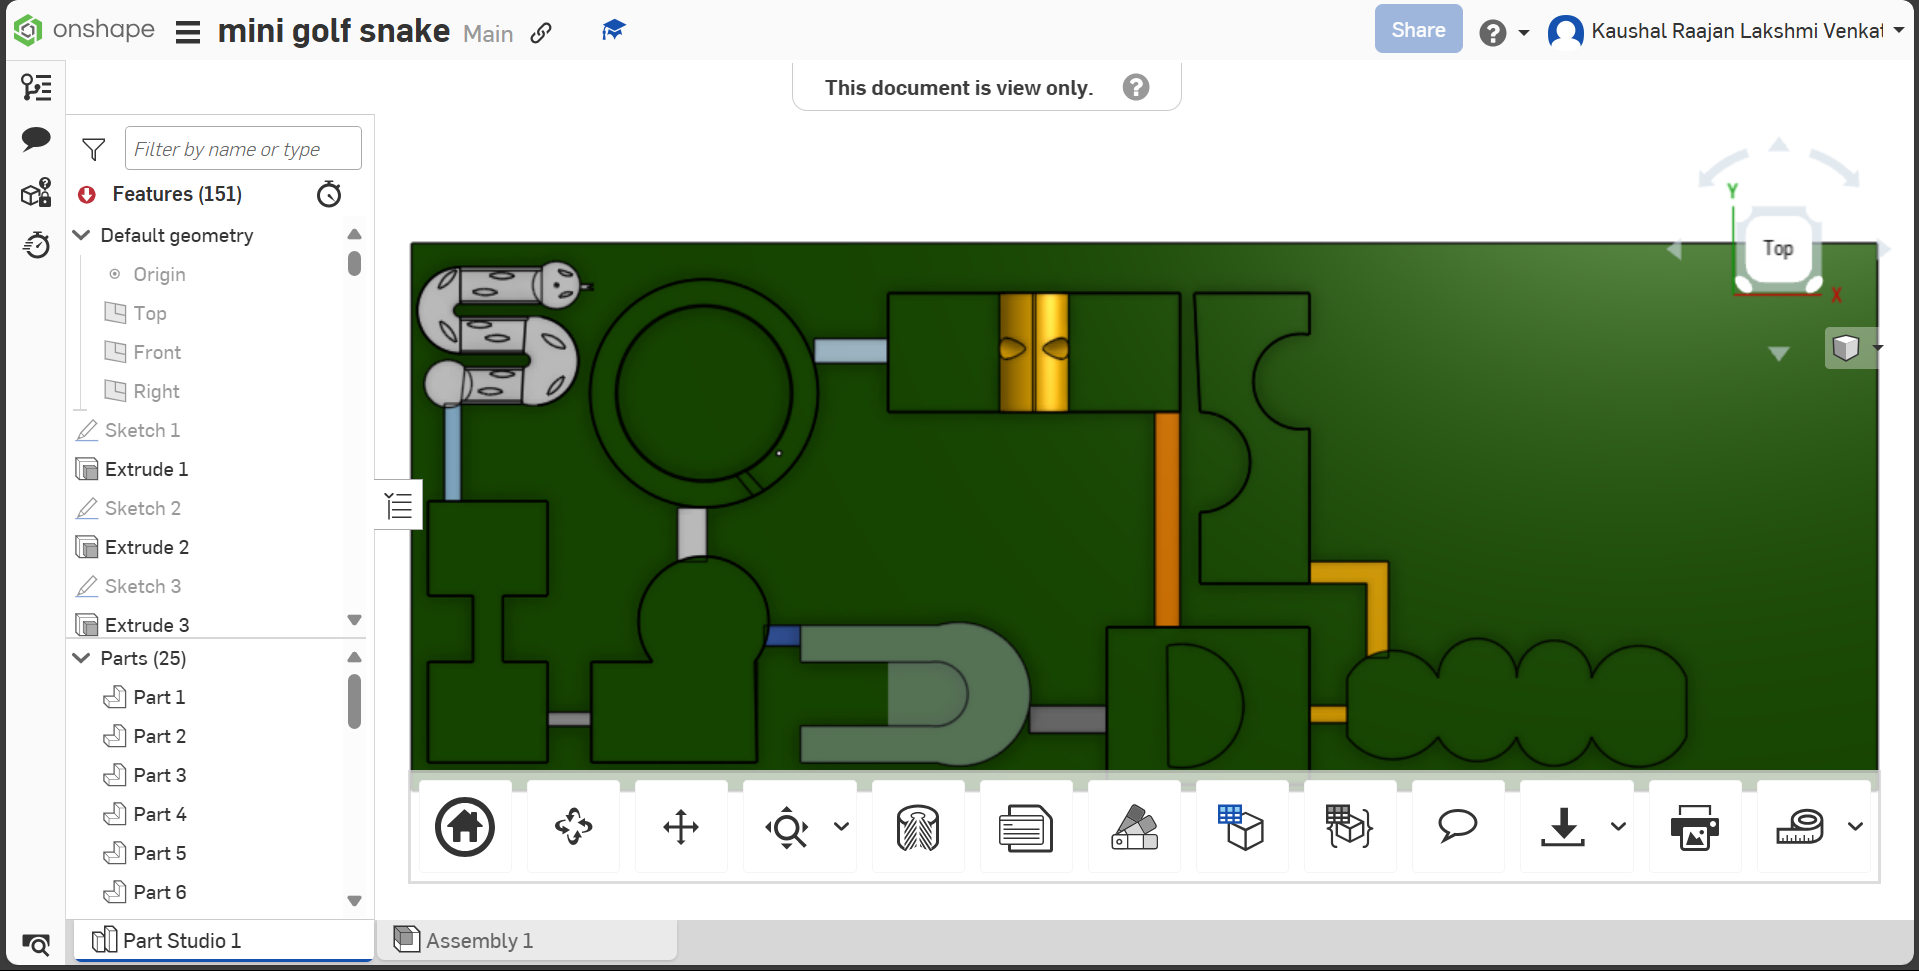 onshape
mini golf snake Main
Share
Kaushal Raajan Lakshmi Venkat
This document is view only.
Filter by name or type
Features (151)
Default geometry
Origin
Top
Front
Right
Sketch 1
Extrude 1
Sketch 2
Extrude 2
Sketch 3
Extrude 3
Parts (25)
Part 1
Part 2
Part 3
Part 4
Part 5
Part 6
Y
Top
X
Part Studio 1
Assembly 1